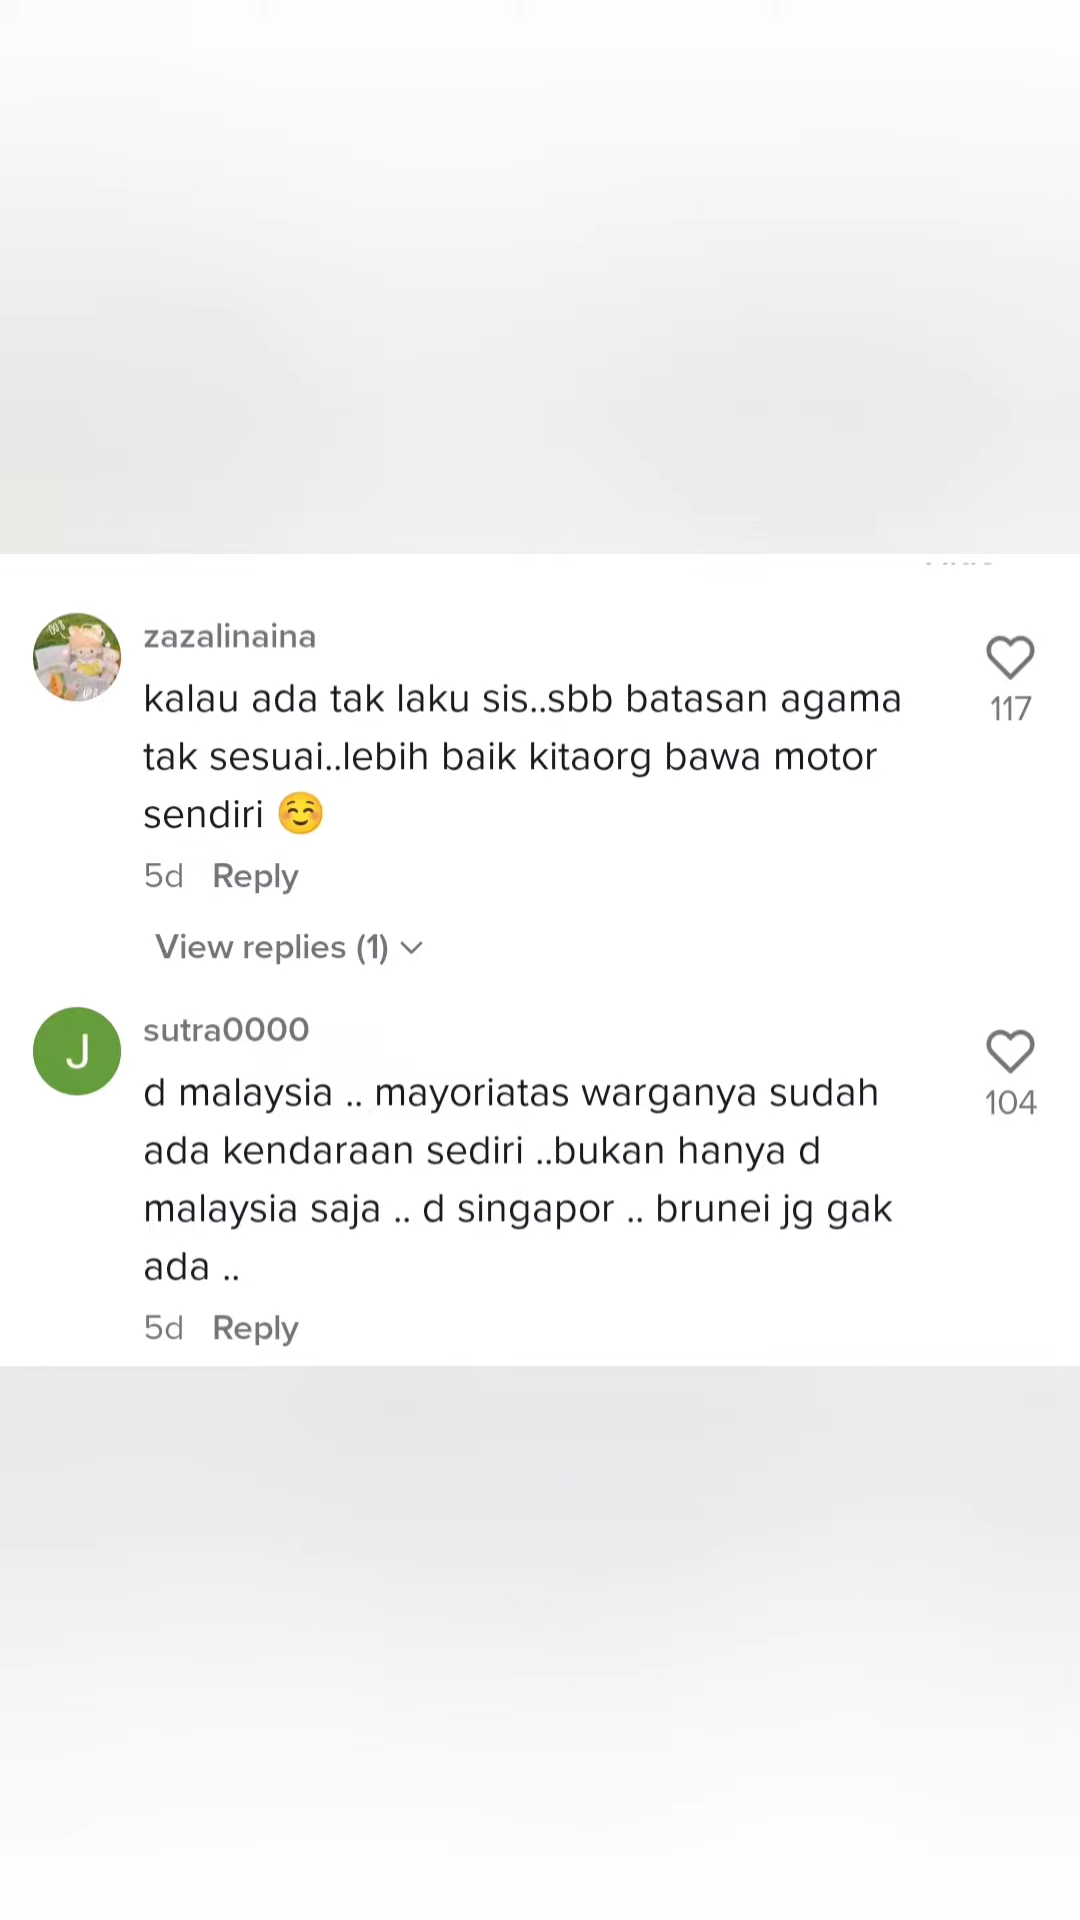 zazalinaina
kalau ada tak laku sis..sbb batasan agama
tak sesuai..lebih baik kitaorg bawa motor
sendiri ☺️
117
5d Reply
View replies (1)
J
sutra0000
d malaysia .. mayoriatas warganya sudah
ada kendaraan sediri ..bukan hanya d
malaysia saja .. d singapor .. brunei jg gak
ada ..
104
5d Reply